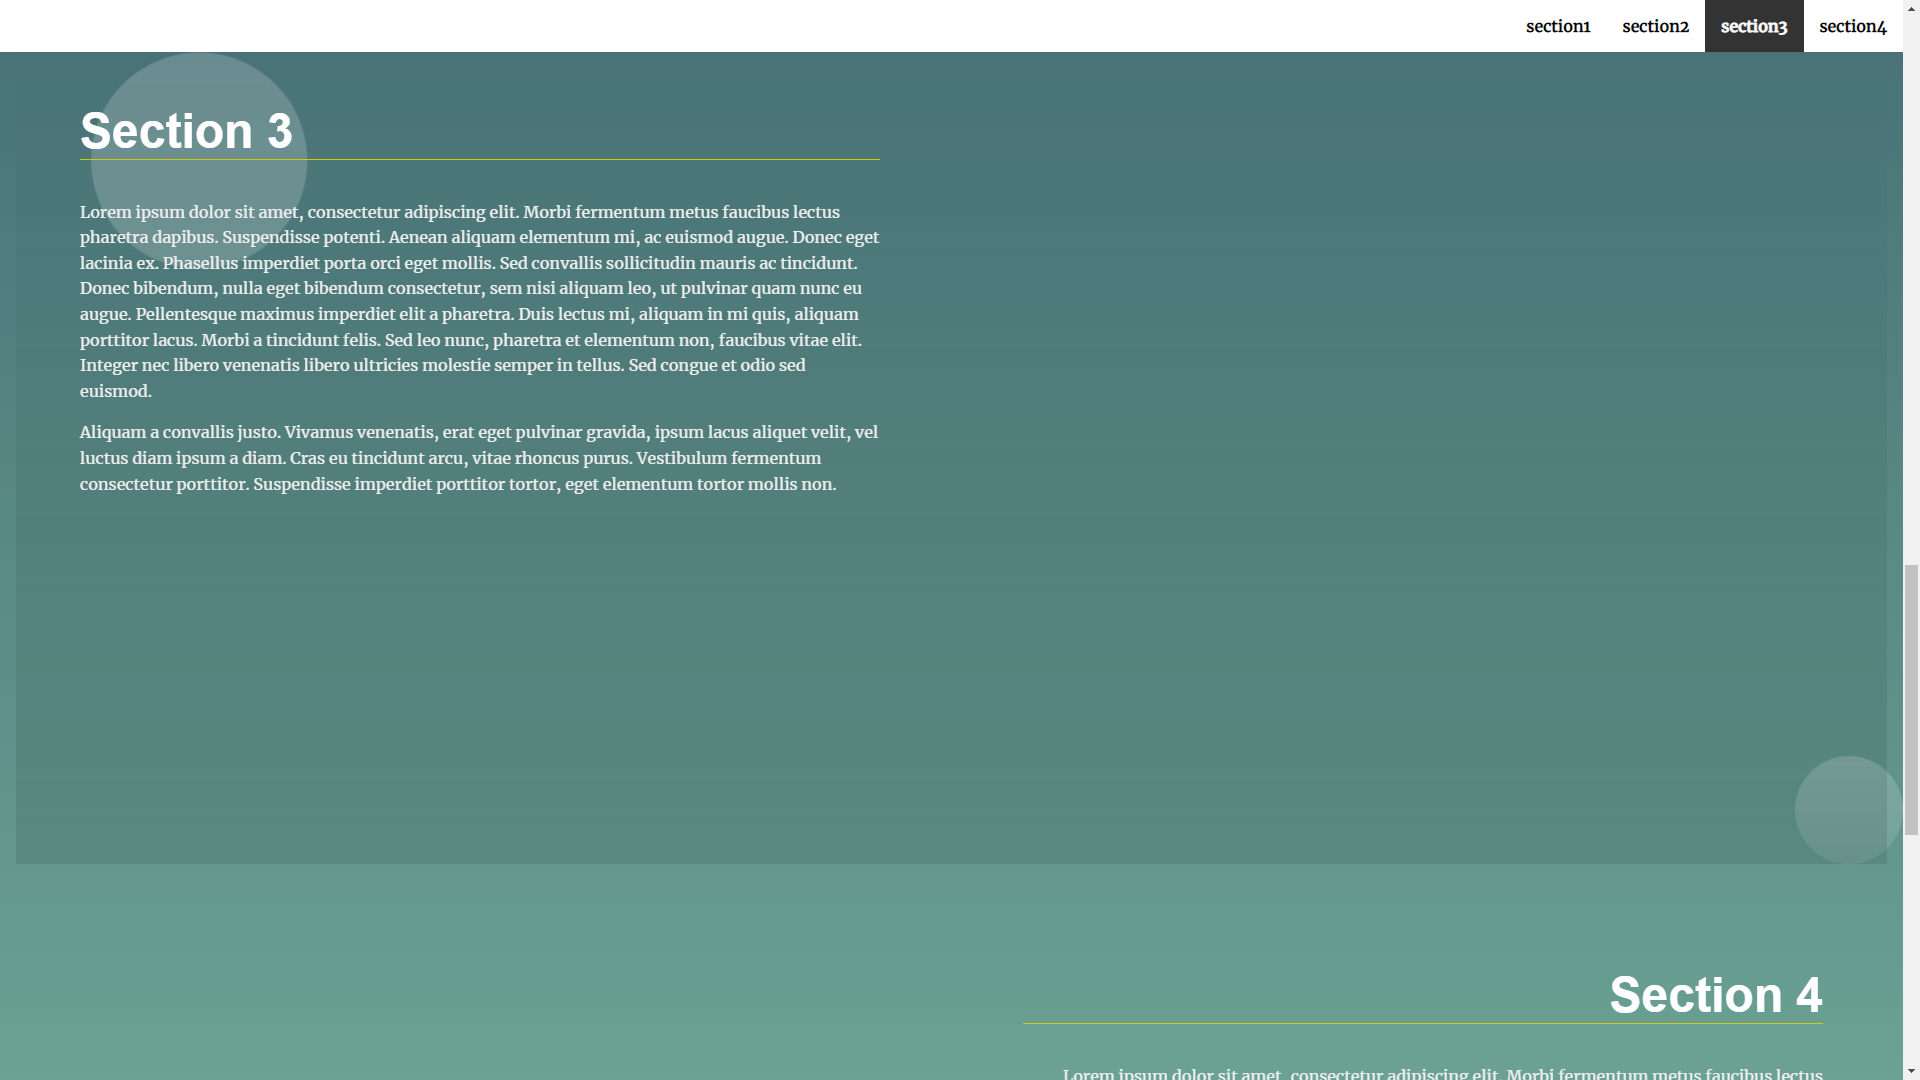 section1 section2 section3 section4
Section 3
Lorem ipsum dolor sit amet, consectetur adipiscing elit. Morbi fermentum metus faucibus lectus
pharetra dapibus. Suspendisse potenti. Aenean aliquam elementum mi, ac euismod augue. Donec eget
lacinia ex. Phasellus imperdiet porta orci eget mollis. Sed convallis sollicitudin mauris ac tincidunt.
Donec bibendum, nulla eget bibendum consectetur, sem nisi aliquam leo, ut pulvinar quam nunc eu
augue. Pellentesque maximus imperdiet elit a pharetra. Duis lectus mi, aliquam in mi quis, aliquam
porttitor lacus. Morbi a tincidunt felis. Sed leo nunc, pharetra et elementum non, faucibus vitae elit.
Integer nec libero venenatis libero ultricies molestie semper in tellus. Sed congue et odio sed
euismod.
Aliquam a convallis justo. Vivamus venenatis, erat eget pulvinar gravida, ipsum lacus aliquet velit, vel
luctus diam ipsum a diam. Cras eu tincidunt arcu, vitae rhoncus purus. Vestibulum fermentum
consectetur porttitor. Suspendisse imperdiet porttitor tortor, eget elementum tortor mollis non.
Section 4
Lorem ipsum dolor sit amet, consectetur adipiscing elit. Morbi fermentum metus faucibus lectus